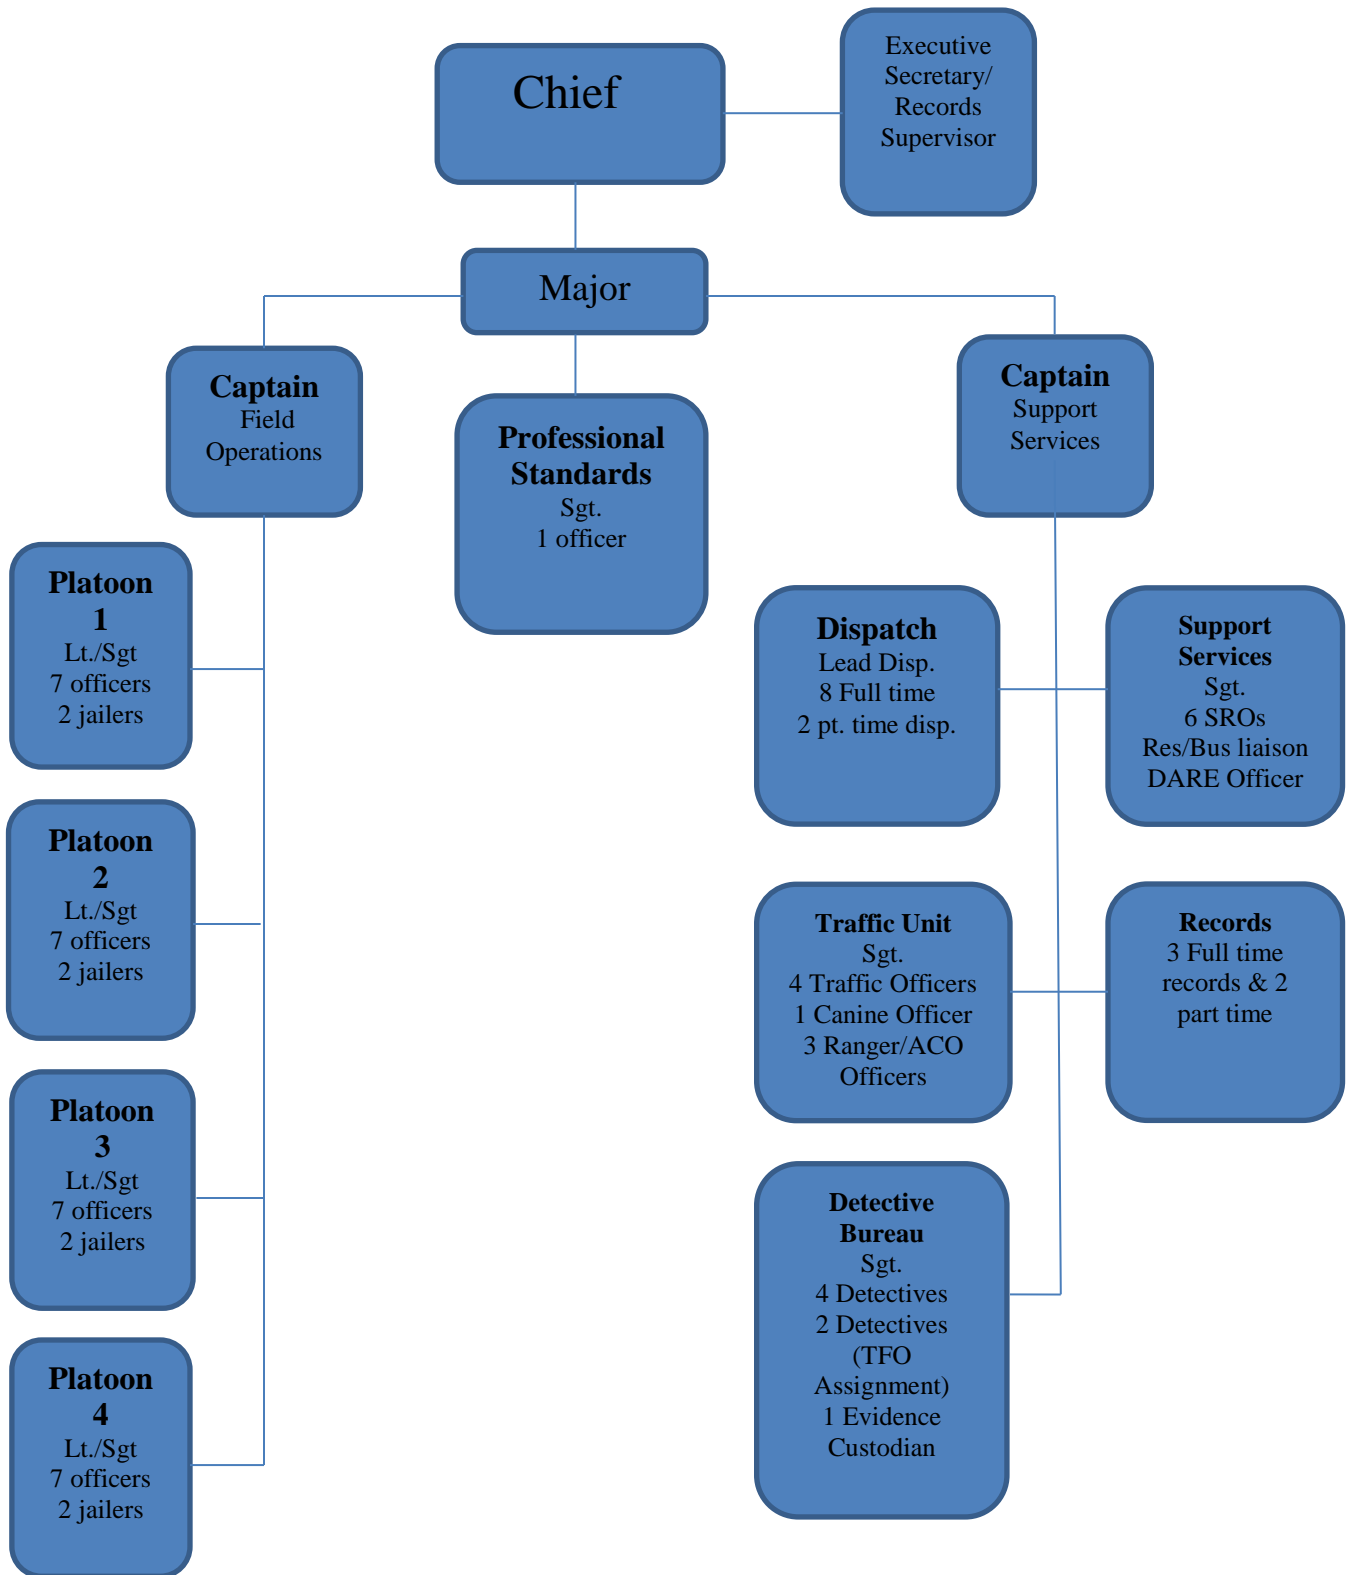 Chief
Executive
Secretary/
Records
Supervisor
Major
Captain
Field
Operations
Professional
Standards
Sgt.
1 officer
Captain
Support
Services
Platoon
1
Lt./Sgt
7 officers
2 jailers
Platoon
2
Lt./Sgt
7 officers
2 jailers
Platoon
3
Lt./Sgt
7 officers
2 jailers
Platoon
4
Lt./Sgt
7 officers
2 jailers
Dispatch
Lead Disp.
8 Full time
2 pt. time disp.
Support
Services
Sgt.
6 SROs
Res/Bus liaison
DARE Officer
Traffic Unit
Sgt.
4 Traffic Officers
1 Canine Officer
3 Ranger/ACO
Officers
Records
3 Full time
records & 2
part time
Detective
Bureau
Sgt.
4 Detectives
2 Detectives
(TFO
Assignment)
1 Evidence
Custodian